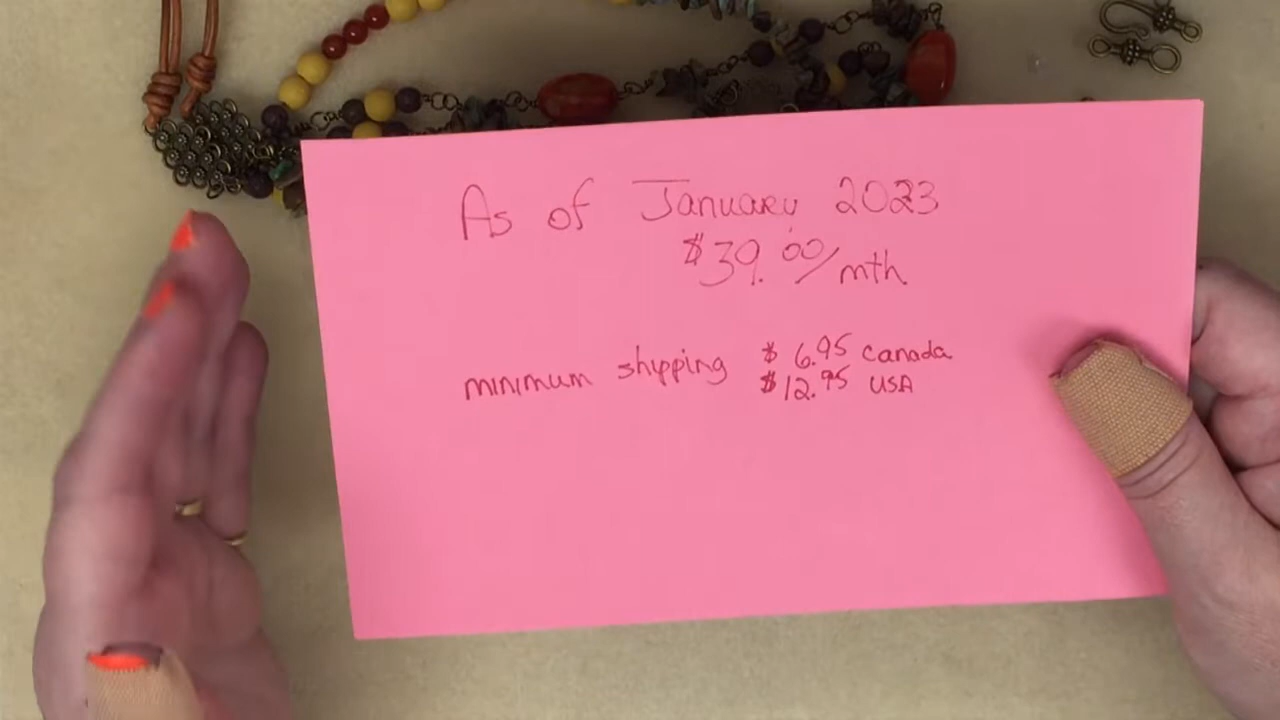 As of January 2023
$39.00/mth
minimum shipping $ 6.95 Canada
$12.95 USA